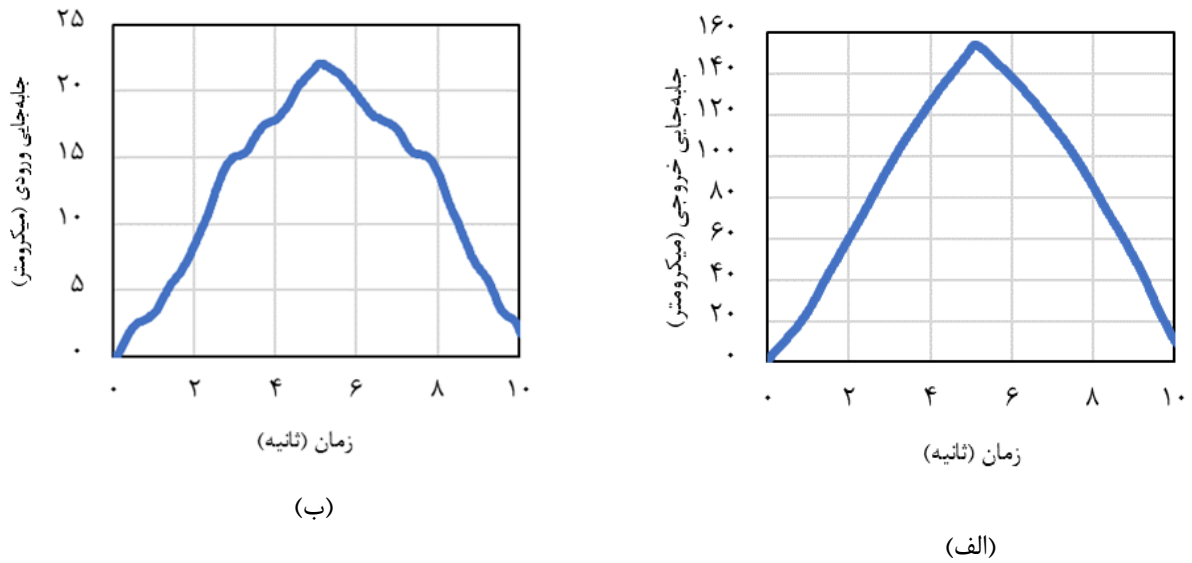 ۱۶۰
۱۴۰
۱۲۰
۱۰۰
۸۰
۶۰
۴۰
۲۰
۰
جابه‌جایی خروجی (میکرومتر)
۰ ۲ ۴ ۶ ۸ ۱۰
زمان (ثانیه)
(الف)
۲۵
۲۰
۱۵
۱۰
۵
۰
جابه‌جایی ورودی (میکرومتر)
۰ ۲ ۴ ۶ ۸ ۱۰
زمان (ثانیه)
(ب)